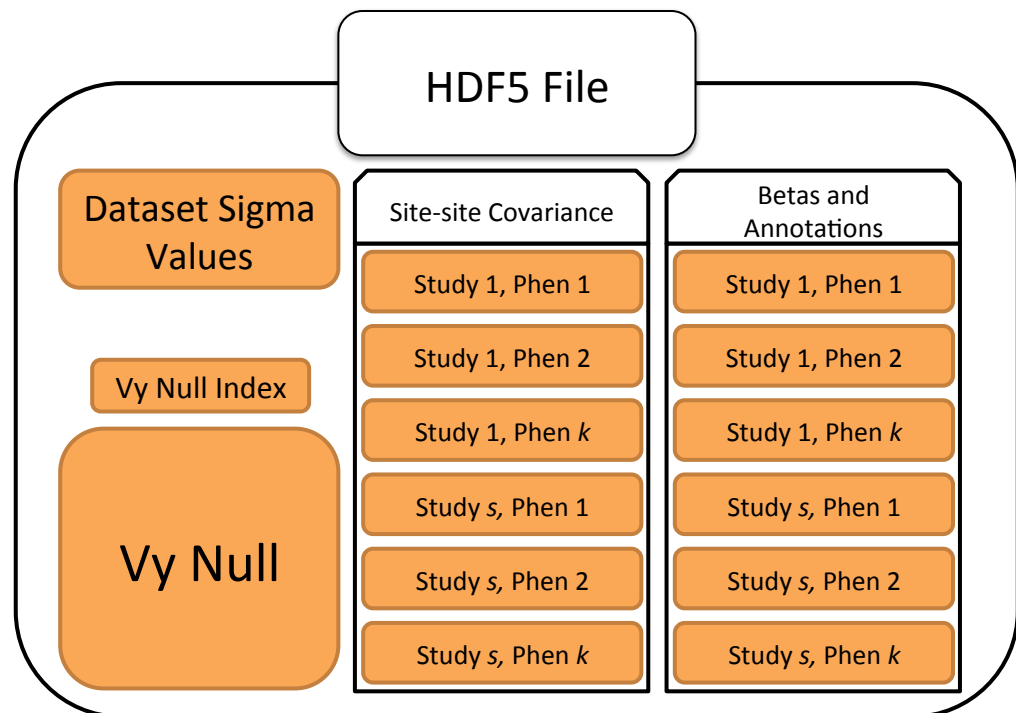 HDF5 File
Dataset Sigma
Values
Vy Null Index
Vy Null
Site-site Covariance
Study 1, Phen 1
Study 1, Phen 2
Study 1, Phen k
Study s, Phen 1
Study s, Phen 2
Study s, Phen k
Betas and
Annotations
Study 1, Phen 1
Study 1, Phen 2
Study 1, Phen k
Study s, Phen 1
Study s, Phen 2
Study s, Phen k